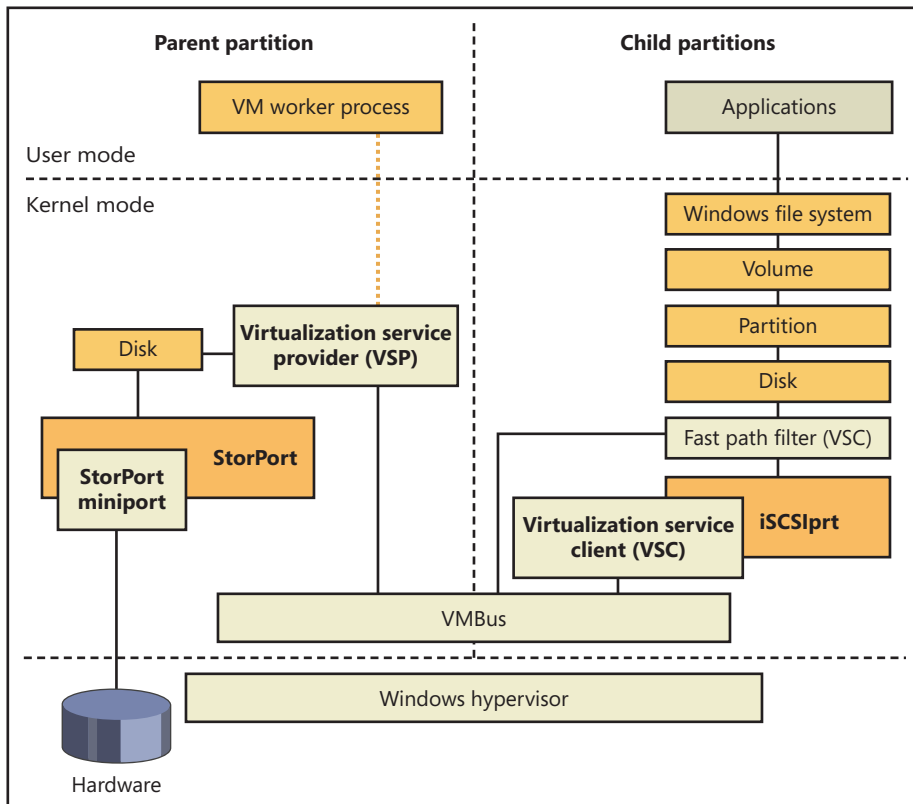 Parent partition
Child partitions
VM worker process
Applications
User mode
Kernel mode
Windows file system
Volume
Partition
Disk
Fast path filter (VSC)
Virtualization service
provider (VSP)
Disk
StorPort
StorPort
miniport
iSCSIprt
Virtualization service
client (VSC)
VMBus
Windows hypervisor
Hardware